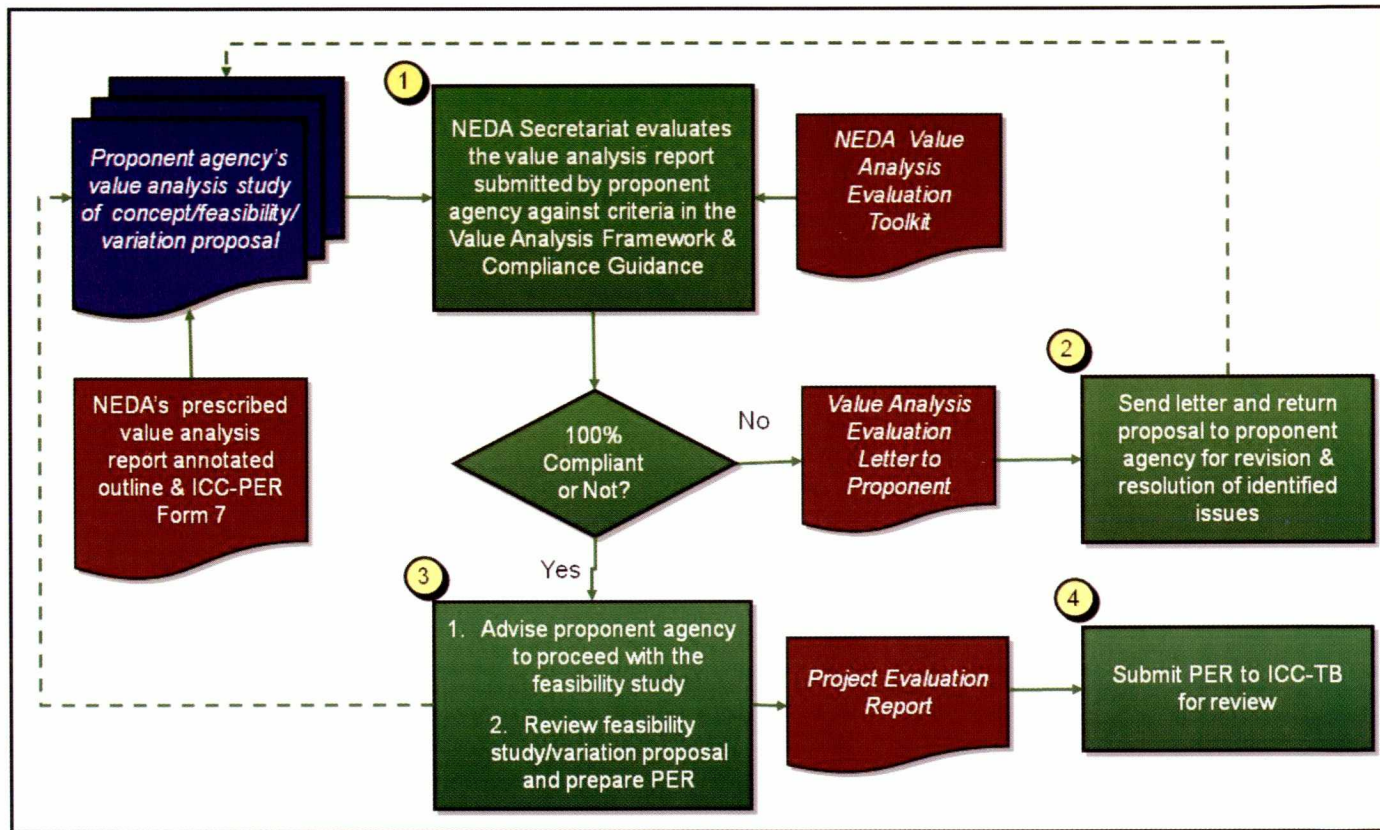 1
Proponent agency's
value analysis study
of concept/feasibility/
variation proposal
NEDA Secretariat evaluates
the value analysis report
submitted by proponent
agency against criteria in the
Value Analysis Framework &
Compliance Guidance
NEDA Value
Analysis
Evaluation
Toolkit
NEDA's prescribed
value analysis
report annotated
outline & ICC-PER
Form 7
100%
Compliant
or Not?
No
Value Analysis
Evaluation
Letter to
Proponent
2
Send letter and return
proposal to proponent
agency for revision &
resolution of identified
issues
Yes
3
1. Advise proponent agency
to proceed with the
feasibility study
2. Review feasibility
study/variation proposal
and prepare PER
Project Evaluation
Report
4
Submit PER to ICC-TB
for review